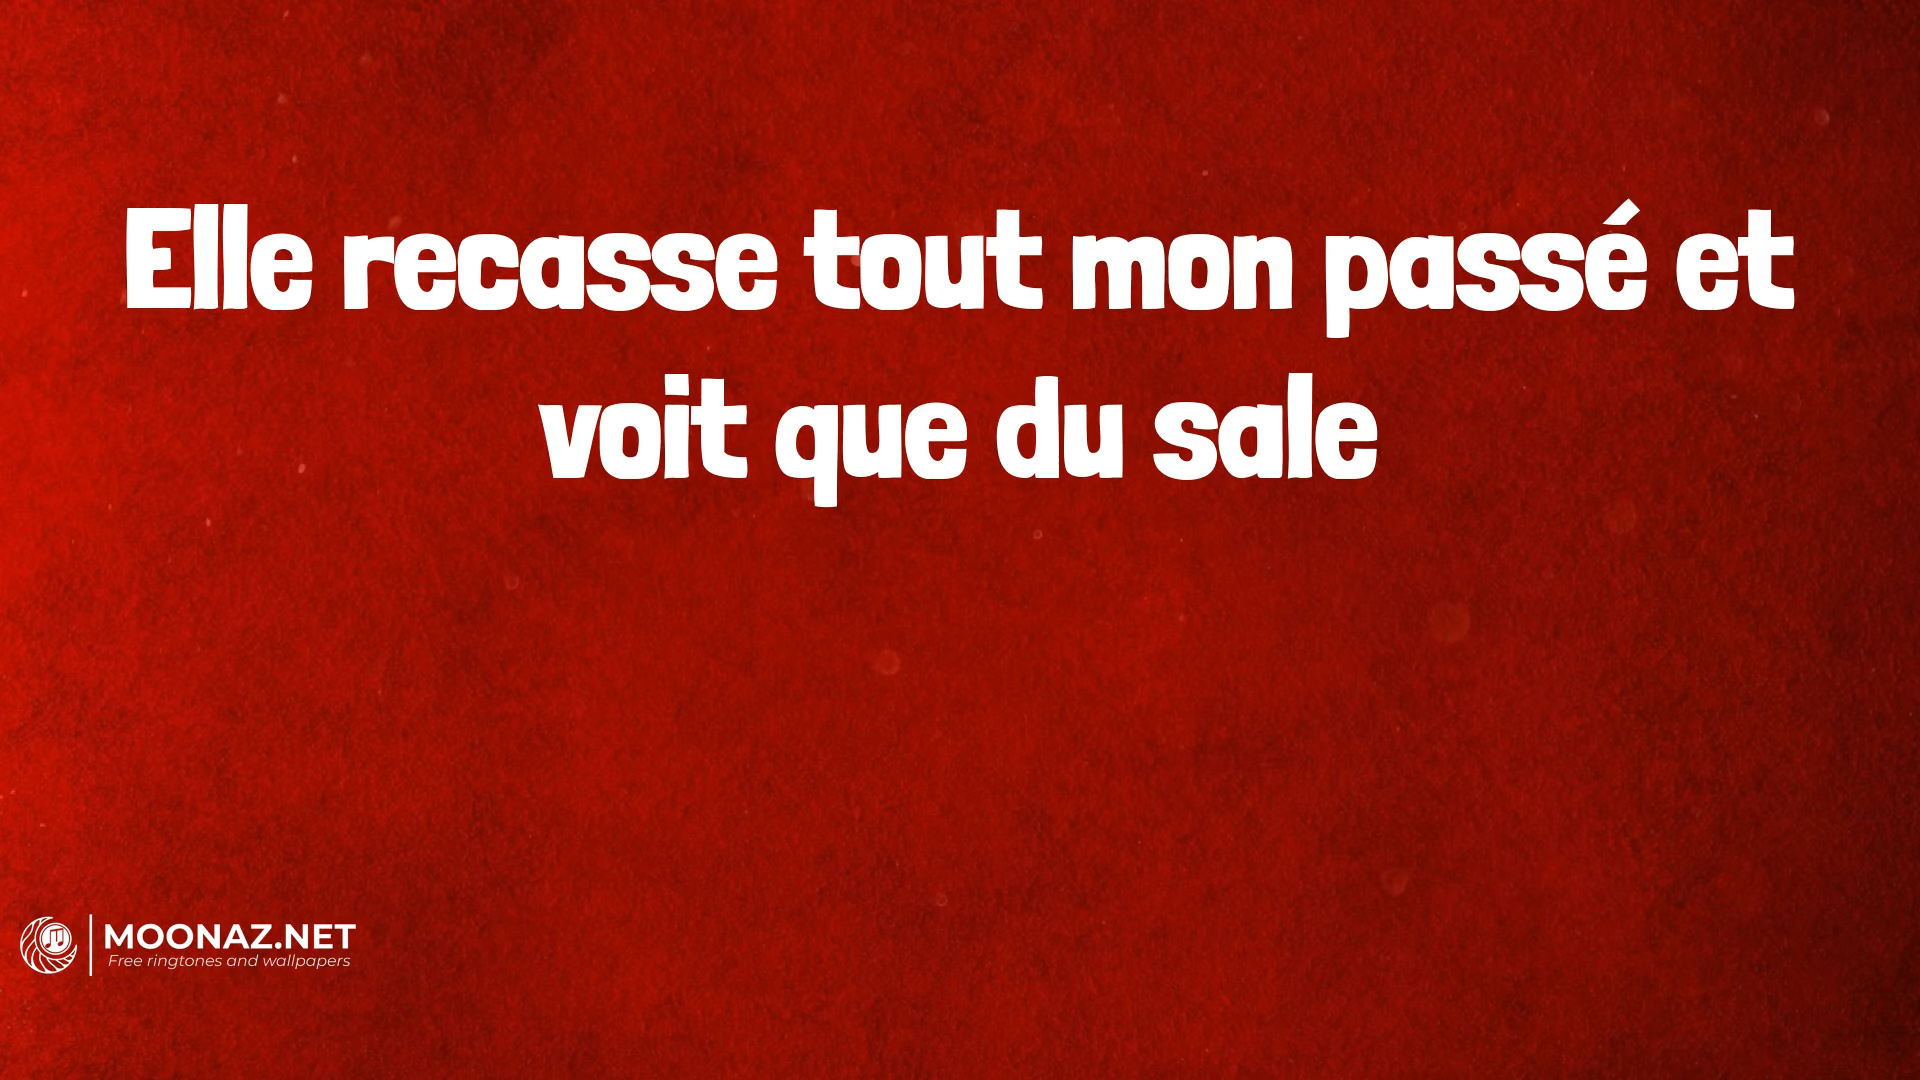 Elle recasse tout mon passé et
voit que du sale
MOONAZ.NET
Free ringtones and wallpapers